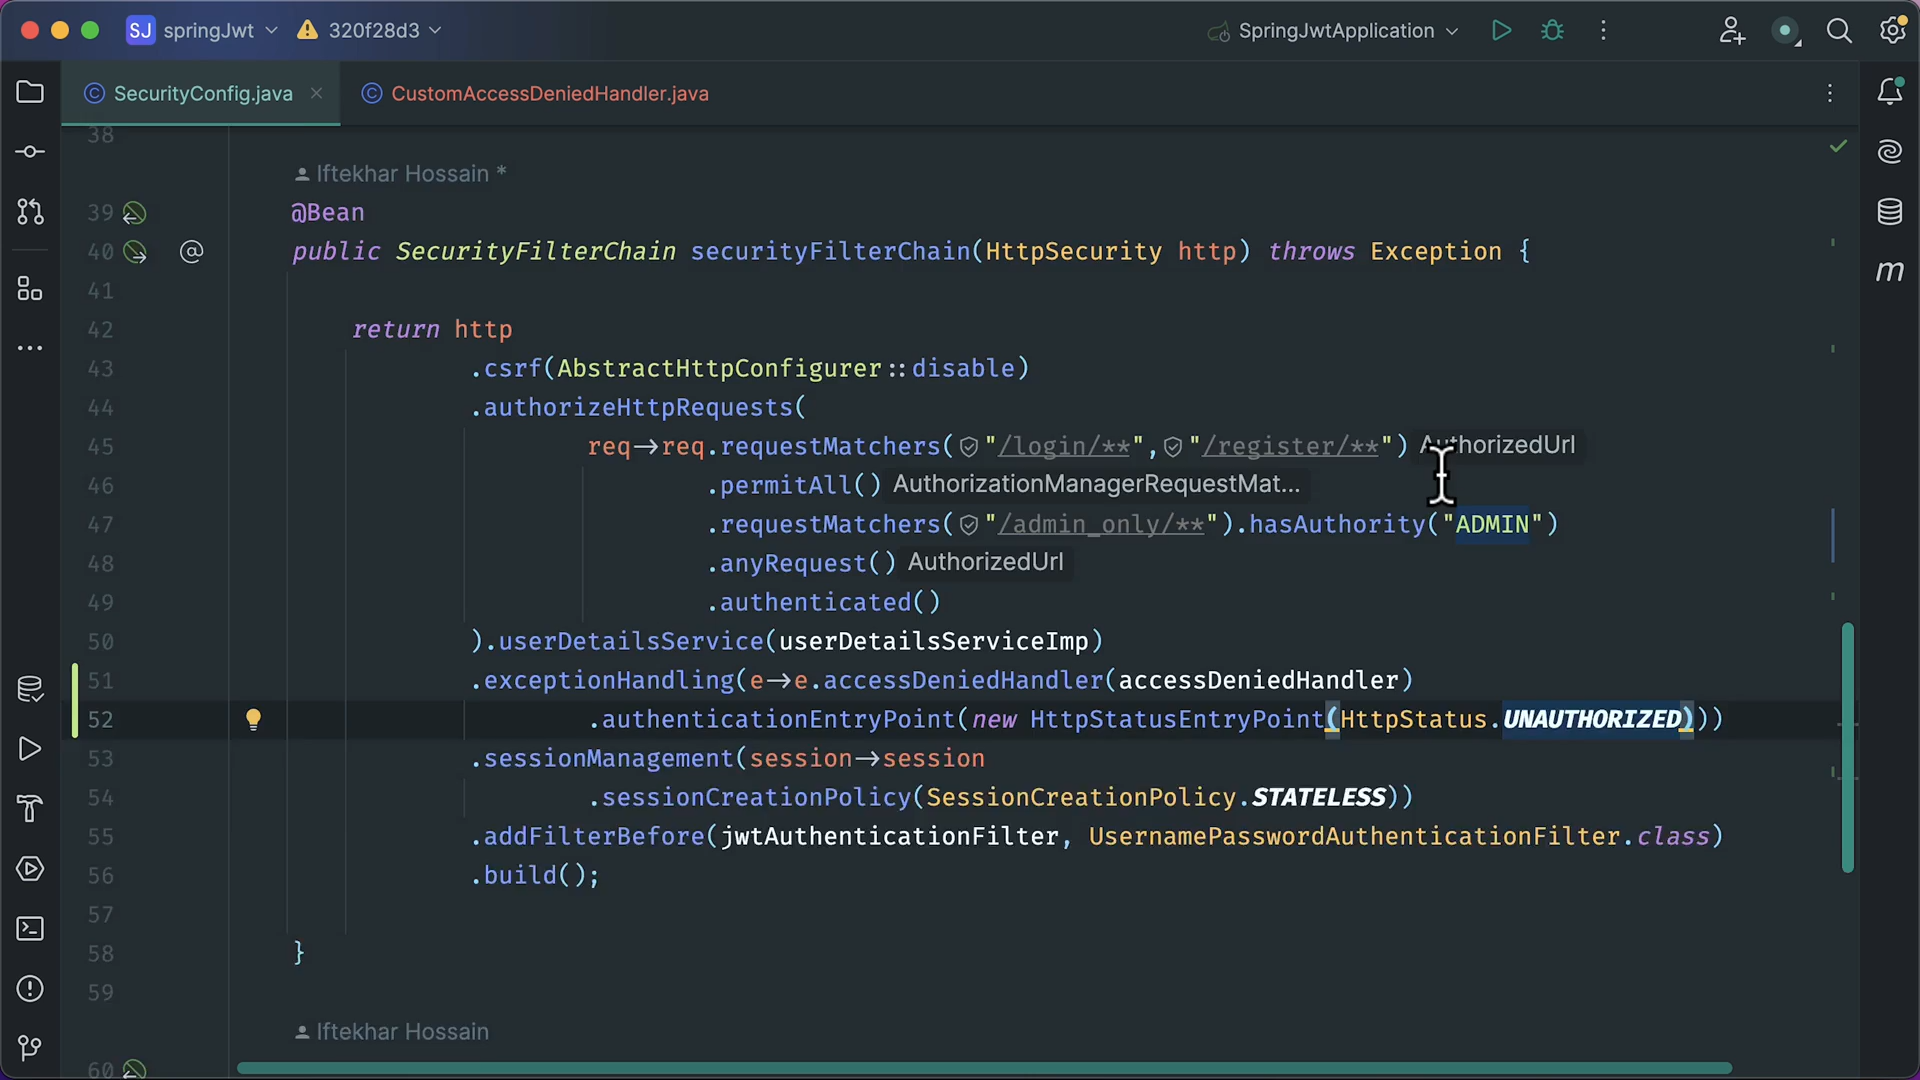 SJ springJwt 320f28d3 SpringJwtApplication
SecurityConfig.java CustomAccessDeniedHandler.java
38
Iftekhar Hossain *
39 @Bean
40 @ public SecurityFilterChain securityFilterChain(HttpSecurity http) throws Exception {
41
42 return http
43 .csrf(AbstractHttpConfigurer::disable)
44 .authorizeHttpRequests(
45 req->req.requestMatchers("/login/**","/register/**") AuthorizedUrl
46 .permitAll() AuthorizationManagerRequestMat...
47 .requestMatchers("/admin_only/**").hasAuthority("ADMIN")
48 .anyRequest() AuthorizedUrl
49 .authenticated()
50 ).userDetailsService(userDetailsServiceImp)
51 .exceptionHandling(e->e.accessDeniedHandler(accessDeniedHandler)
52 .authenticationEntryPoint(new HttpStatusEntryPoint(HttpStatus.UNAUTHORIZED)))
53 .sessionManagement(session->session
54 .sessionCreationPolicy(SessionCreationPolicy.STATELESS))
55 .addFilterBefore(jwtAuthenticationFilter, UsernamePasswordAuthenticationFilter.class)
56 .build();
57
58 }
59
Iftekhar Hossain
60
m